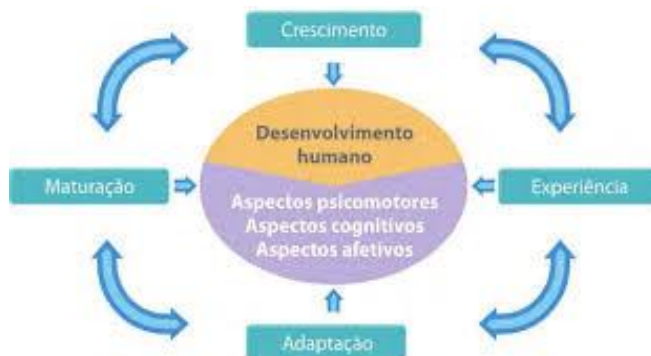 Crescimento
Desenvolvimento
humano
Maturação
Experiência
Aspectos psicomotores
Aspectos cognitivos
Aspectos afetivos
Adaptação